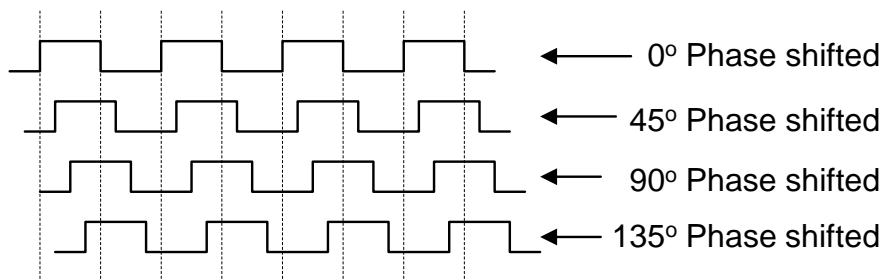 0º Phase shifted
45º Phase shifted
90º Phase shifted
135º Phase shifted